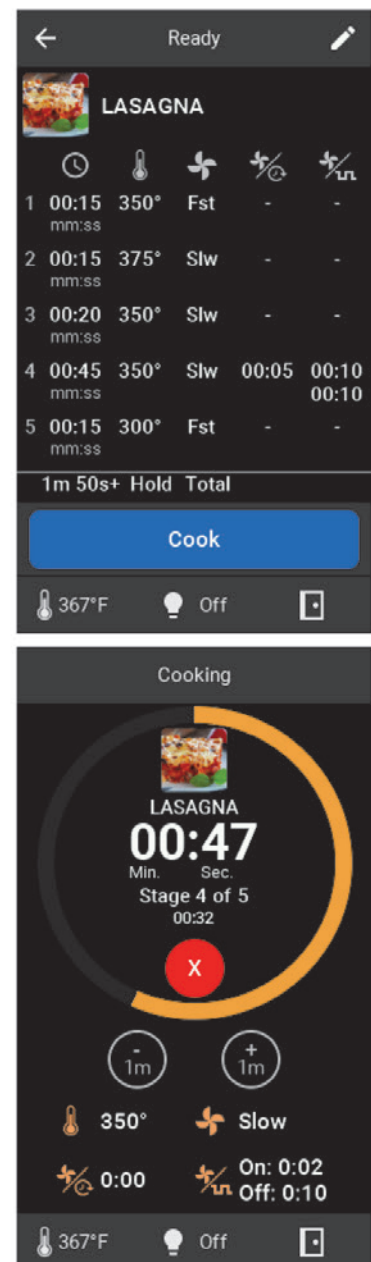 Ready
LASAGNA
1 00:15 350° Fst - -
mm:ss
2 00:15 375° Slw - -
mm:ss
3 00:20 350° Slw - -
mm:ss
4 00:45 350° Slw 00:05 00:10
mm:ss 00:10
5 00:15 300° Fst - -
mm:ss
1m 50s+ Hold Total
Cook
367°F Off
Cooking
LASAGNA
00:47
Min. Sec.
Stage 4 of 5
00:32
X
- +
1m 1m
350° Slow
0:00 On: 0:02
Off: 0:10
367°F Off